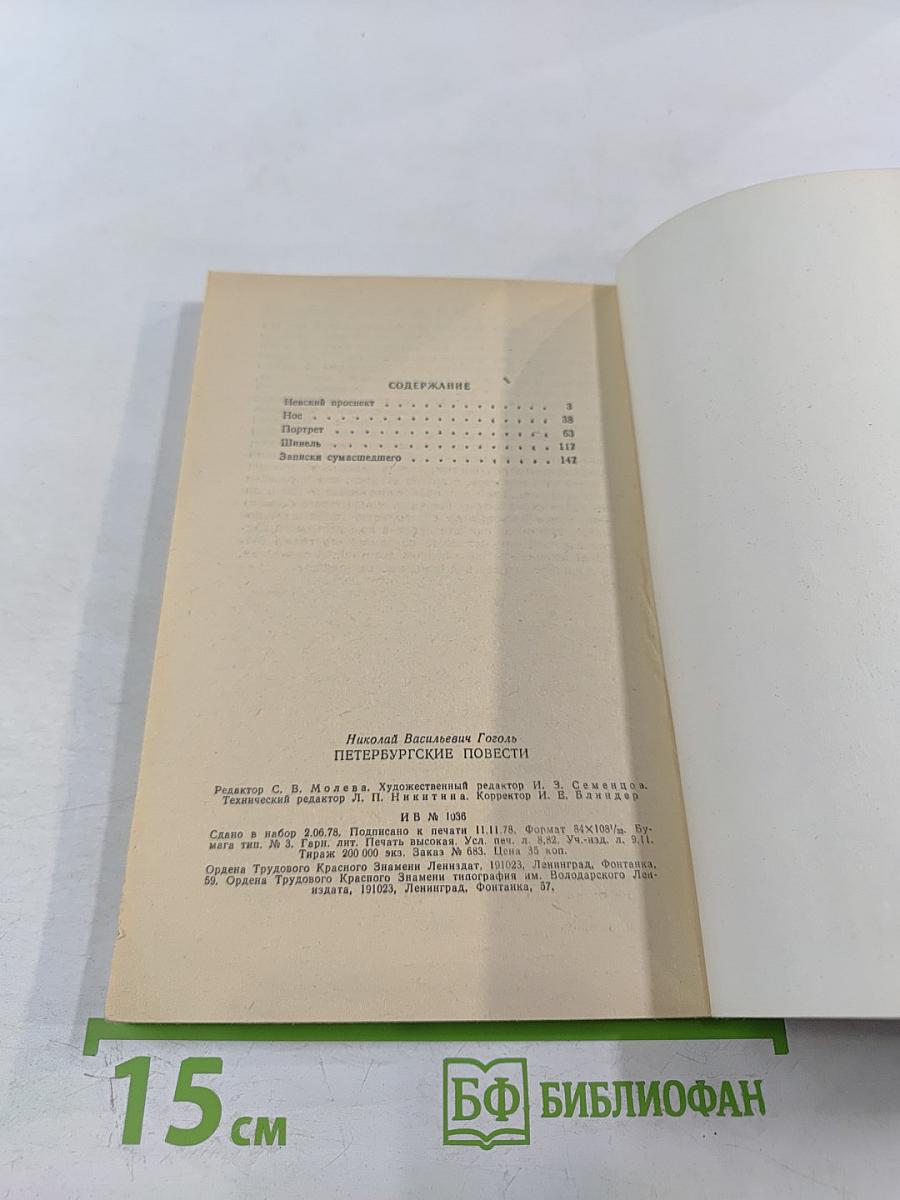 СОДЕРЖАНИЕ
Невский проспект . . . . . . . . . . . . . 3
Нос . . . . . . . . . . . . . . . . . . 38
Портрет . . . . . . . . . . . . . . . . 63
Шинель . . . . . . . . . . . . . . . . 117
Записки сумасшедшего . . . . . . . . . . . 147
Николай Васильевич Гоголь
ПЕТЕРБУРГСКИЕ ПОВЕСТИ
Редактор С. В. Молева. Художественный редактор И. З. Семенцов.
Технический редактор Л. П. Никитина. Корректор И. В. Блиндер
ИВ № 1036
Сдано в набор 2.06.78. Подписано к печати 11.11.78. Формат 84×108¹/₃₂. Бу-
мага тип. № 3. Гарн. лит. Печать высокая. Усл. печ. л. 8,82. Уч.-изд. л. 9,11.
Тираж 200 000 экз. Заказ № 683. Цена 35 коп.
Ордена Трудового Красного Знамени Лениздат, 191023, Ленинград, Фонтанка,
59. Ордена Трудового Красного Знамени типография им. Володарского Лен-
издата, 191023, Ленинград, Фонтанка, 57.
15 см
БФ БИБЛИОФАН